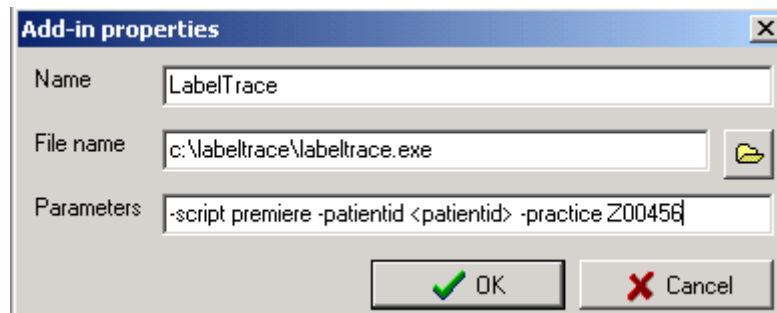 Add-in properties
Name LabelTrace
File name c:\labeltrace\labeltrace.exe
Parameters -script premiere -patientid <patientid> -practice Z00456
OK Cancel